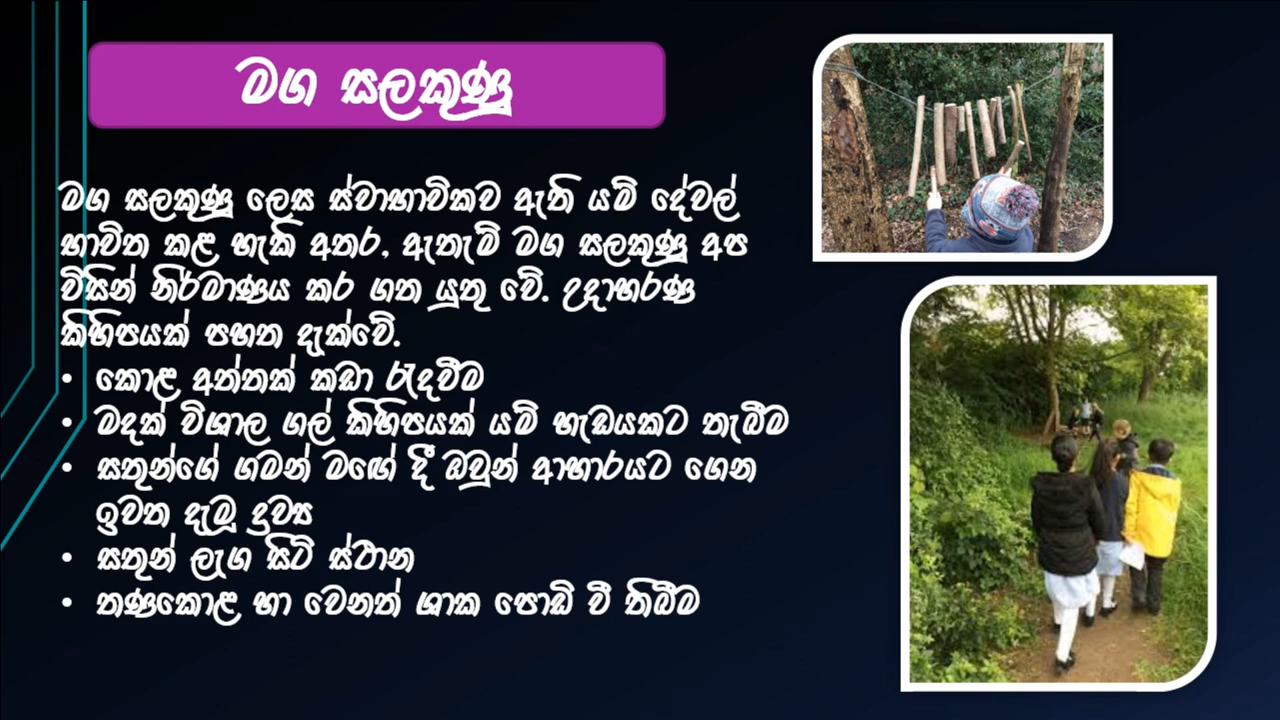 මග සලකුණු
මග සලකුණු ලෙස ස්වාභාවිකව ඇති යම් දේවල්
භාවිත කළ හැකි අතර, ඇතැම් මග සලකුණු අප
විසින් නිර්මාණය කර ගත යුතු වේ. උදාහරණ
කිහිපයක් පහත දැක්වේ.
• කොළ අත්තක් කඩා රැදවීම
• මදක් විශාල ගල් කිහිපයක් යම් හැඩයකට තැබීම
• සතුන්ගේ ගමන් මඟේ දී ඔවුන් ආහාරයට ගෙන
ඉවත දැමූ ද්‍රව්‍ය
• සතුන් ලැග සිටි ස්ථාන
• තණකොළ හා වෙනත් ශාක පොඩි වී තිබීම